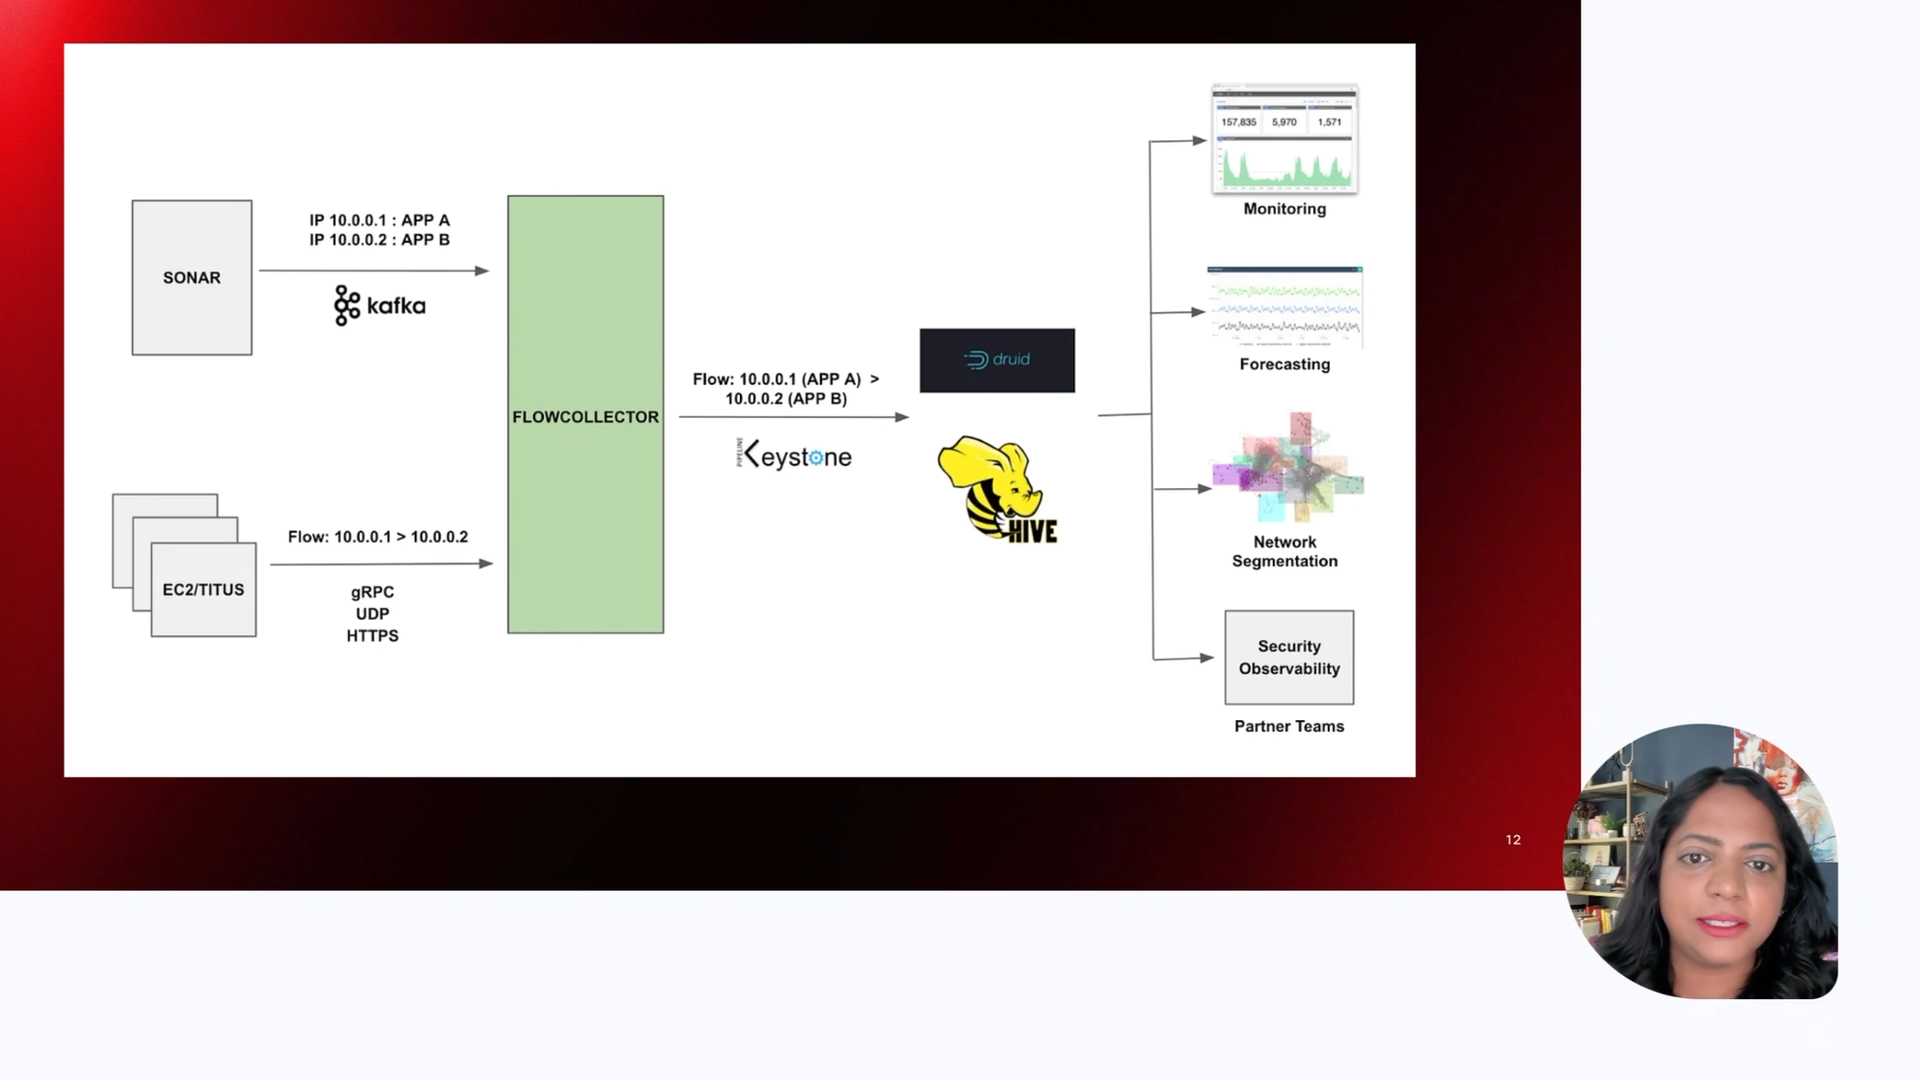 SONAR
IP 10.0.0.1 : APP A
IP 10.0.0.2 : APP B
kafka
EC2/TITUS
Flow: 10.0.0.1 > 10.0.0.2
gRPC
UDP
HTTPS
FLOWCOLLECTOR
Flow: 10.0.0.1 (APP A) >
10.0.0.2 (APP B)
PIPELINE
Keystone
druid
HIVE
157,835 5,970 1,571
Monitoring
Forecasting
Network
Segmentation
Security
Observability
Partner Teams
12